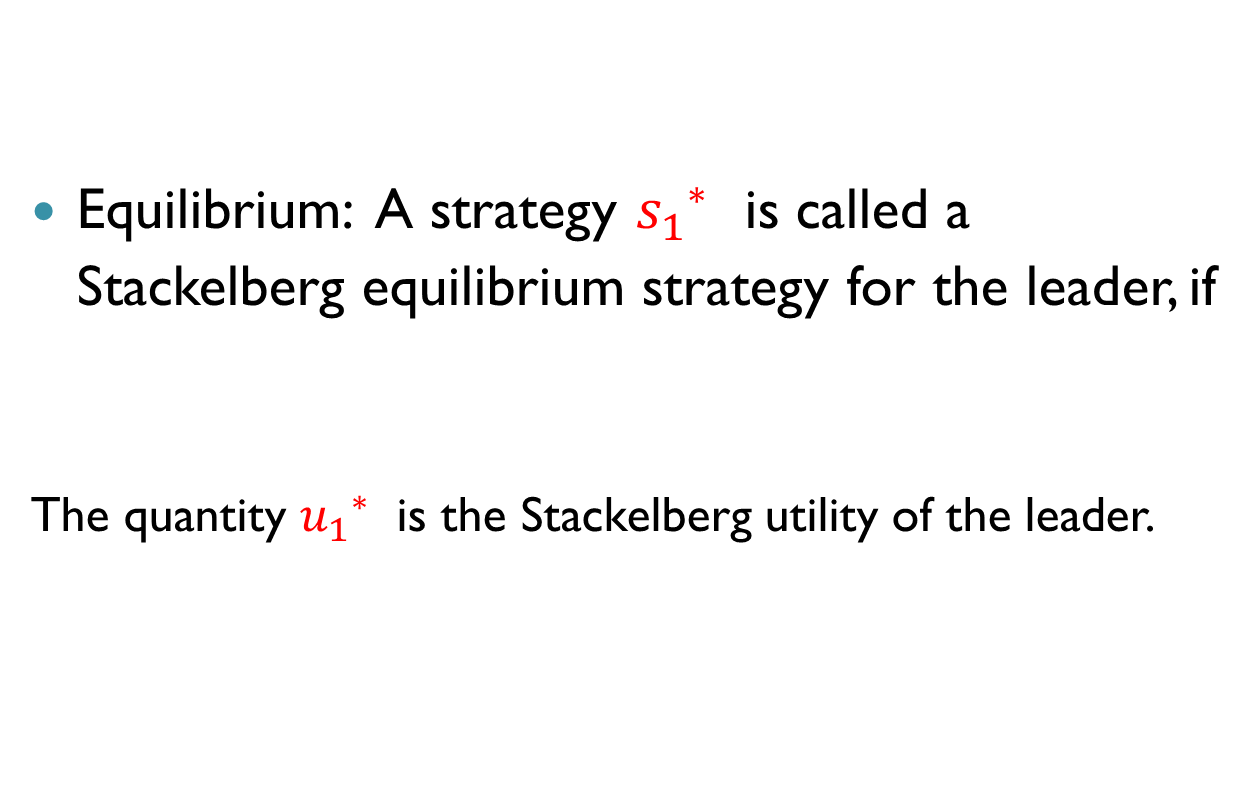 • Equilibrium: A strategy s₁* is called a
Stackelberg equilibrium strategy for the leader, if
The quantity u₁* is the Stackelberg utility of the leader.